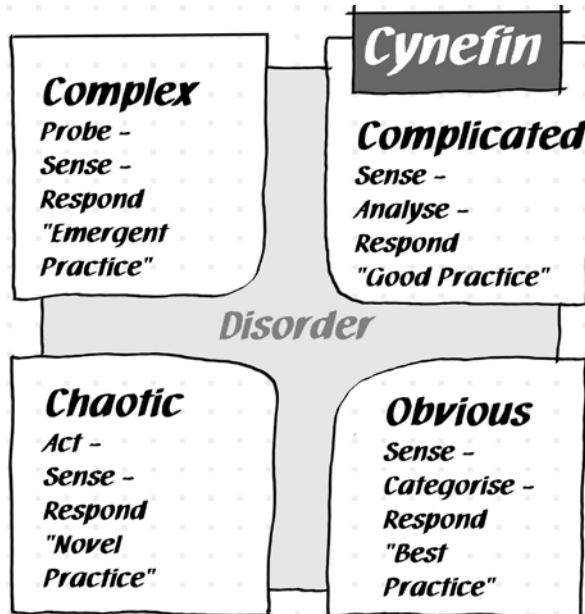 Cynefin
Complex
Probe -
Sense -
Respond
"Emergent
Practice"
Complicated
Sense -
Analyse -
Respond
"Good Practice"
Disorder
Chaotic
Act -
Sense -
Respond
"Novel
Practice"
Obvious
Sense -
Categorise -
Respond
"Best
Practice"